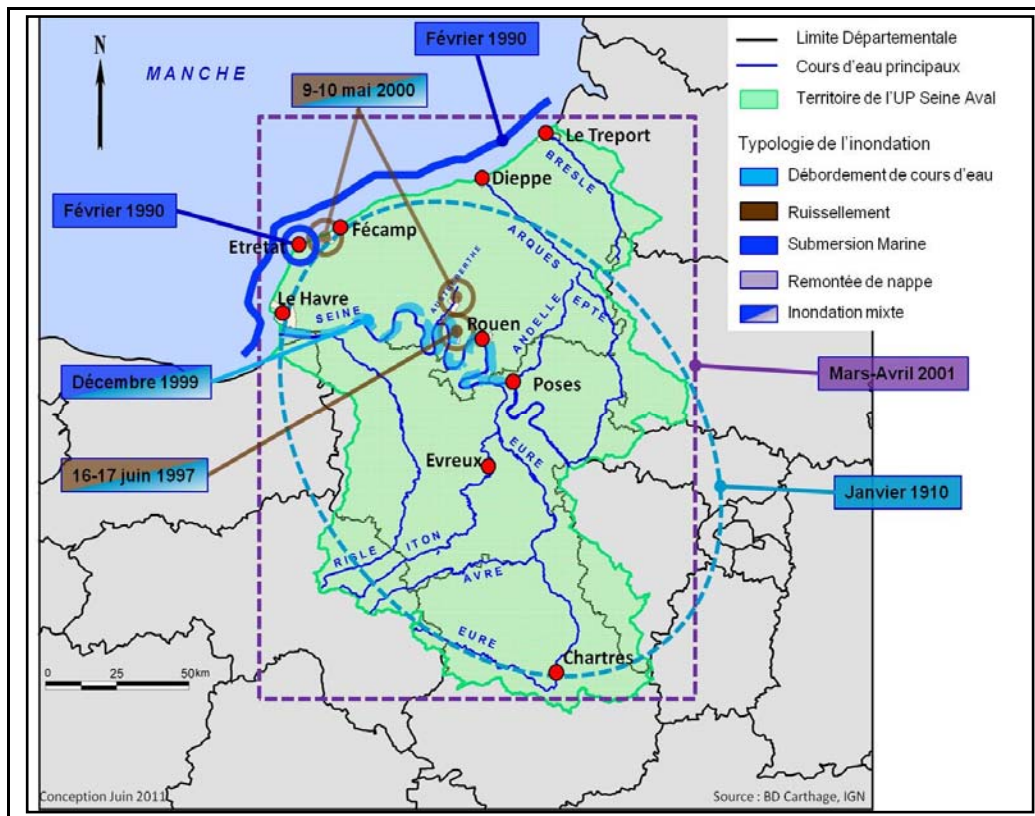 Février 1990
N
MANCHE
9-10 mai 2000
Le Treport
BRESLE
Dieppe
Février 1990
Fécamp
Etretat
ARQUES
AUSTREBERTHE
Le Havre
SEINE
Rouen
ANDELLE
EPTE
Décembre 1999
Poses
Mars-Avril 2001
Evreux
EURE
16-17 juin 1997
Janvier 1910
RISLE
ITON
AVRE
EURE
Chartres
0 25 50km
Conception Juin 2011
Source : BD Carthage, IGN
Limite Départementale
Cours d'eau principaux
Territoire de l'UP Seine Aval
Typologie de l'inondation
Débordement de cours d'eau
Ruissellement
Submersion Marine
Remontée de nappe
Inondation mixte